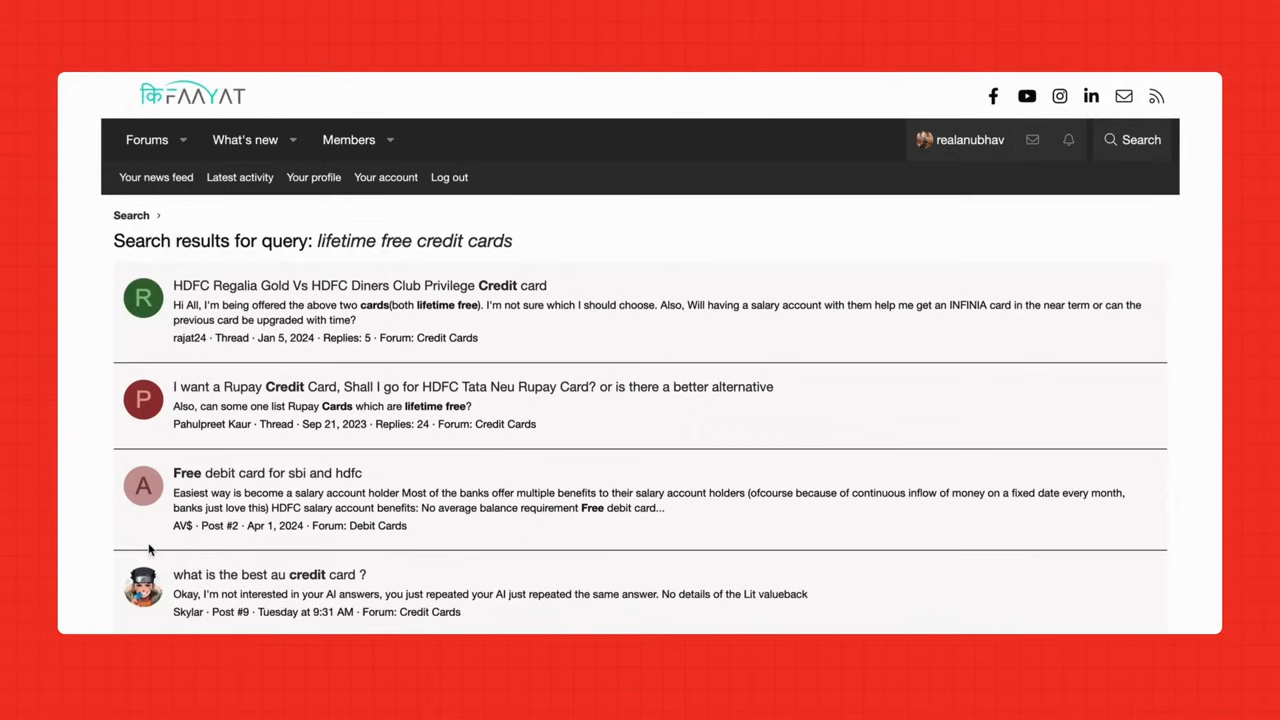 किFAAYAT
Forums What's new Members realanubhav Search
Your news feed Latest activity Your profile Your account Log out
Search ›
Search results for query: lifetime free credit cards
R
HDFC Regalia Gold Vs HDFC Diners Club Privilege Credit card
Hi All, I'm being offered the above two cards(both lifetime free). I'm not sure which I should choose. Also, Will having a salary account with them help me get an INFINIA card in the near term or can the
previous card be upgraded with time?
rajat24 · Thread · Jan 5, 2024 · Replies: 5 · Forum: Credit Cards
P
I want a Rupay Credit Card, Shall I go for HDFC Tata Neu Rupay Card? or is there a better alternative
Also, can some one list Rupay Cards which are lifetime free?
Pahulpreet Kaur · Thread · Sep 21, 2023 · Replies: 24 · Forum: Credit Cards
A
Free debit card for sbi and hdfc
Easiest way is become a salary account holder Most of the banks offer multiple benefits to their salary account holders (ofcourse because of continuous inflow of money on a fixed date every month,
banks just love this) HDFC salary account benefits: No average balance requirement Free debit card...
AV$ · Post #2 · Apr 1, 2024 · Forum: Debit Cards
what is the best au credit card ?
Okay, I'm not interested in your AI answers, you just repeated your AI just repeated the same answer. No details of the Lit valueback
Skylar · Post #9 · Tuesday at 9:31 AM · Forum: Credit Cards